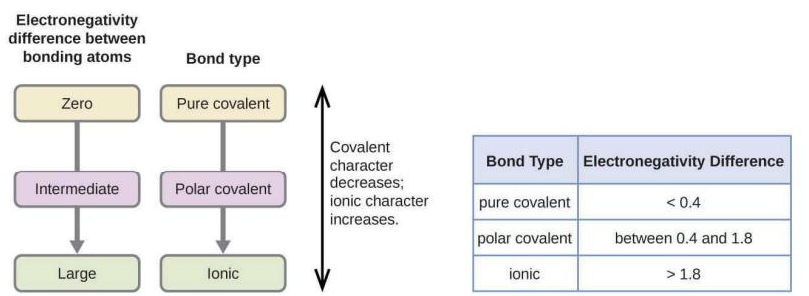 Electronegativity
difference between
bonding atoms
Bond type
Zero
Pure covalent
Intermediate
Polar covalent
Large
Ionic
Covalent
character
decreases;
ionic character
increases.
Bond Type Electronegativity Difference
pure covalent < 0.4
polar covalent between 0.4 and 1.8
ionic > 1.8